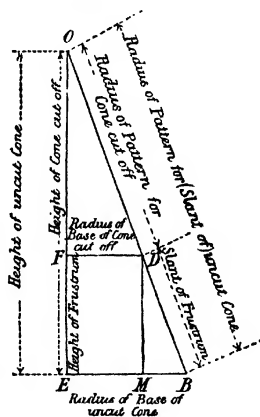 O
Radius of Pattern for (Slant of) uncut Cone
Radius of Pattern for
Cone cut off
Height of uncut Cone
Height of Cone cut off
Radius of
Base of Cone
cut off
F
D
Slant of Frustrum
Height of Frustrum
E
M
B
Radius of Base of
uncut Cone